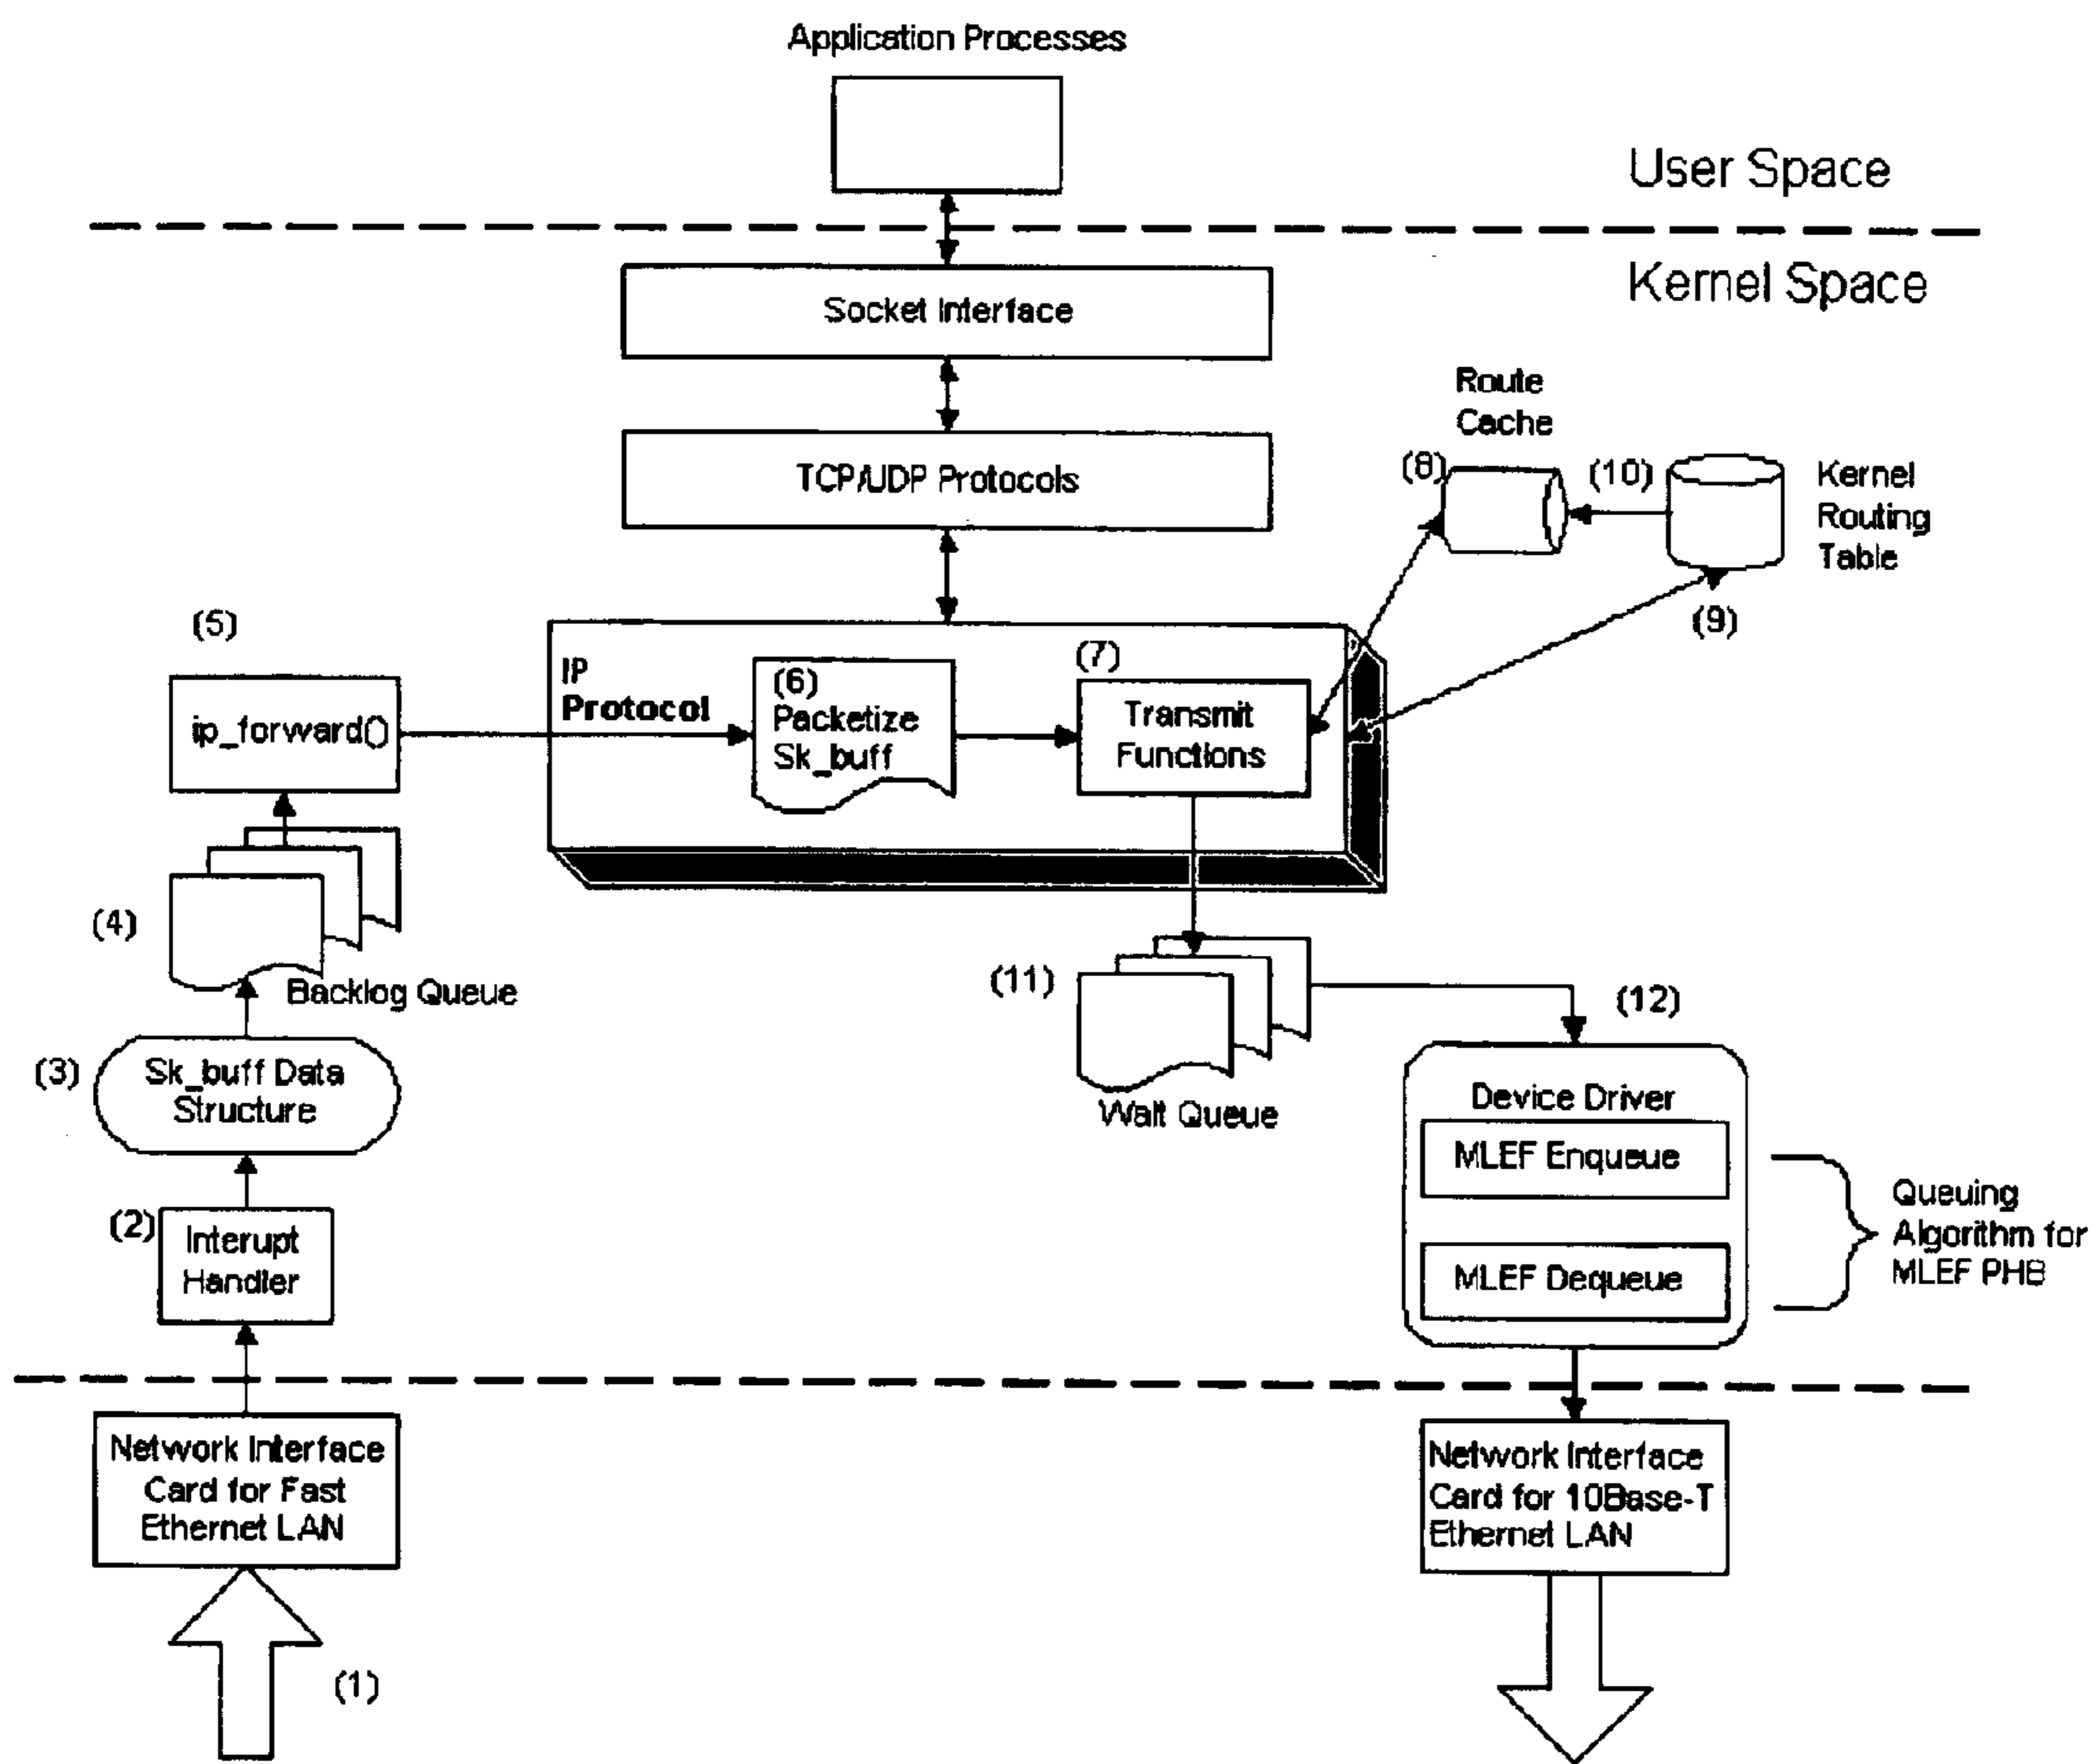 Application Processes
User Space
Kernel Space
Socket Interface
Route
Cache
TCP/UDP Protocols
(8)
(10)
Kernel
Routing
Table
(9)
(5)
ip_forward()
IP
Protocol
(6)
Packetize
Sk_buff
(7)
Transmit
Functions
(4)
Backlog Queue
(11)
Wait Queue
(12)
(3)
Sk_buff Data
Structure
Device Driver
MLEF Enqueue
MLEF Dequeue
Queuing
Algorithm for
MLEF PHB
(2)
Interupt
Handler
Network Interface
Card for Fast
Ethernet LAN
Network Interface
Card for 10Base-T
Ethernet LAN
(1)